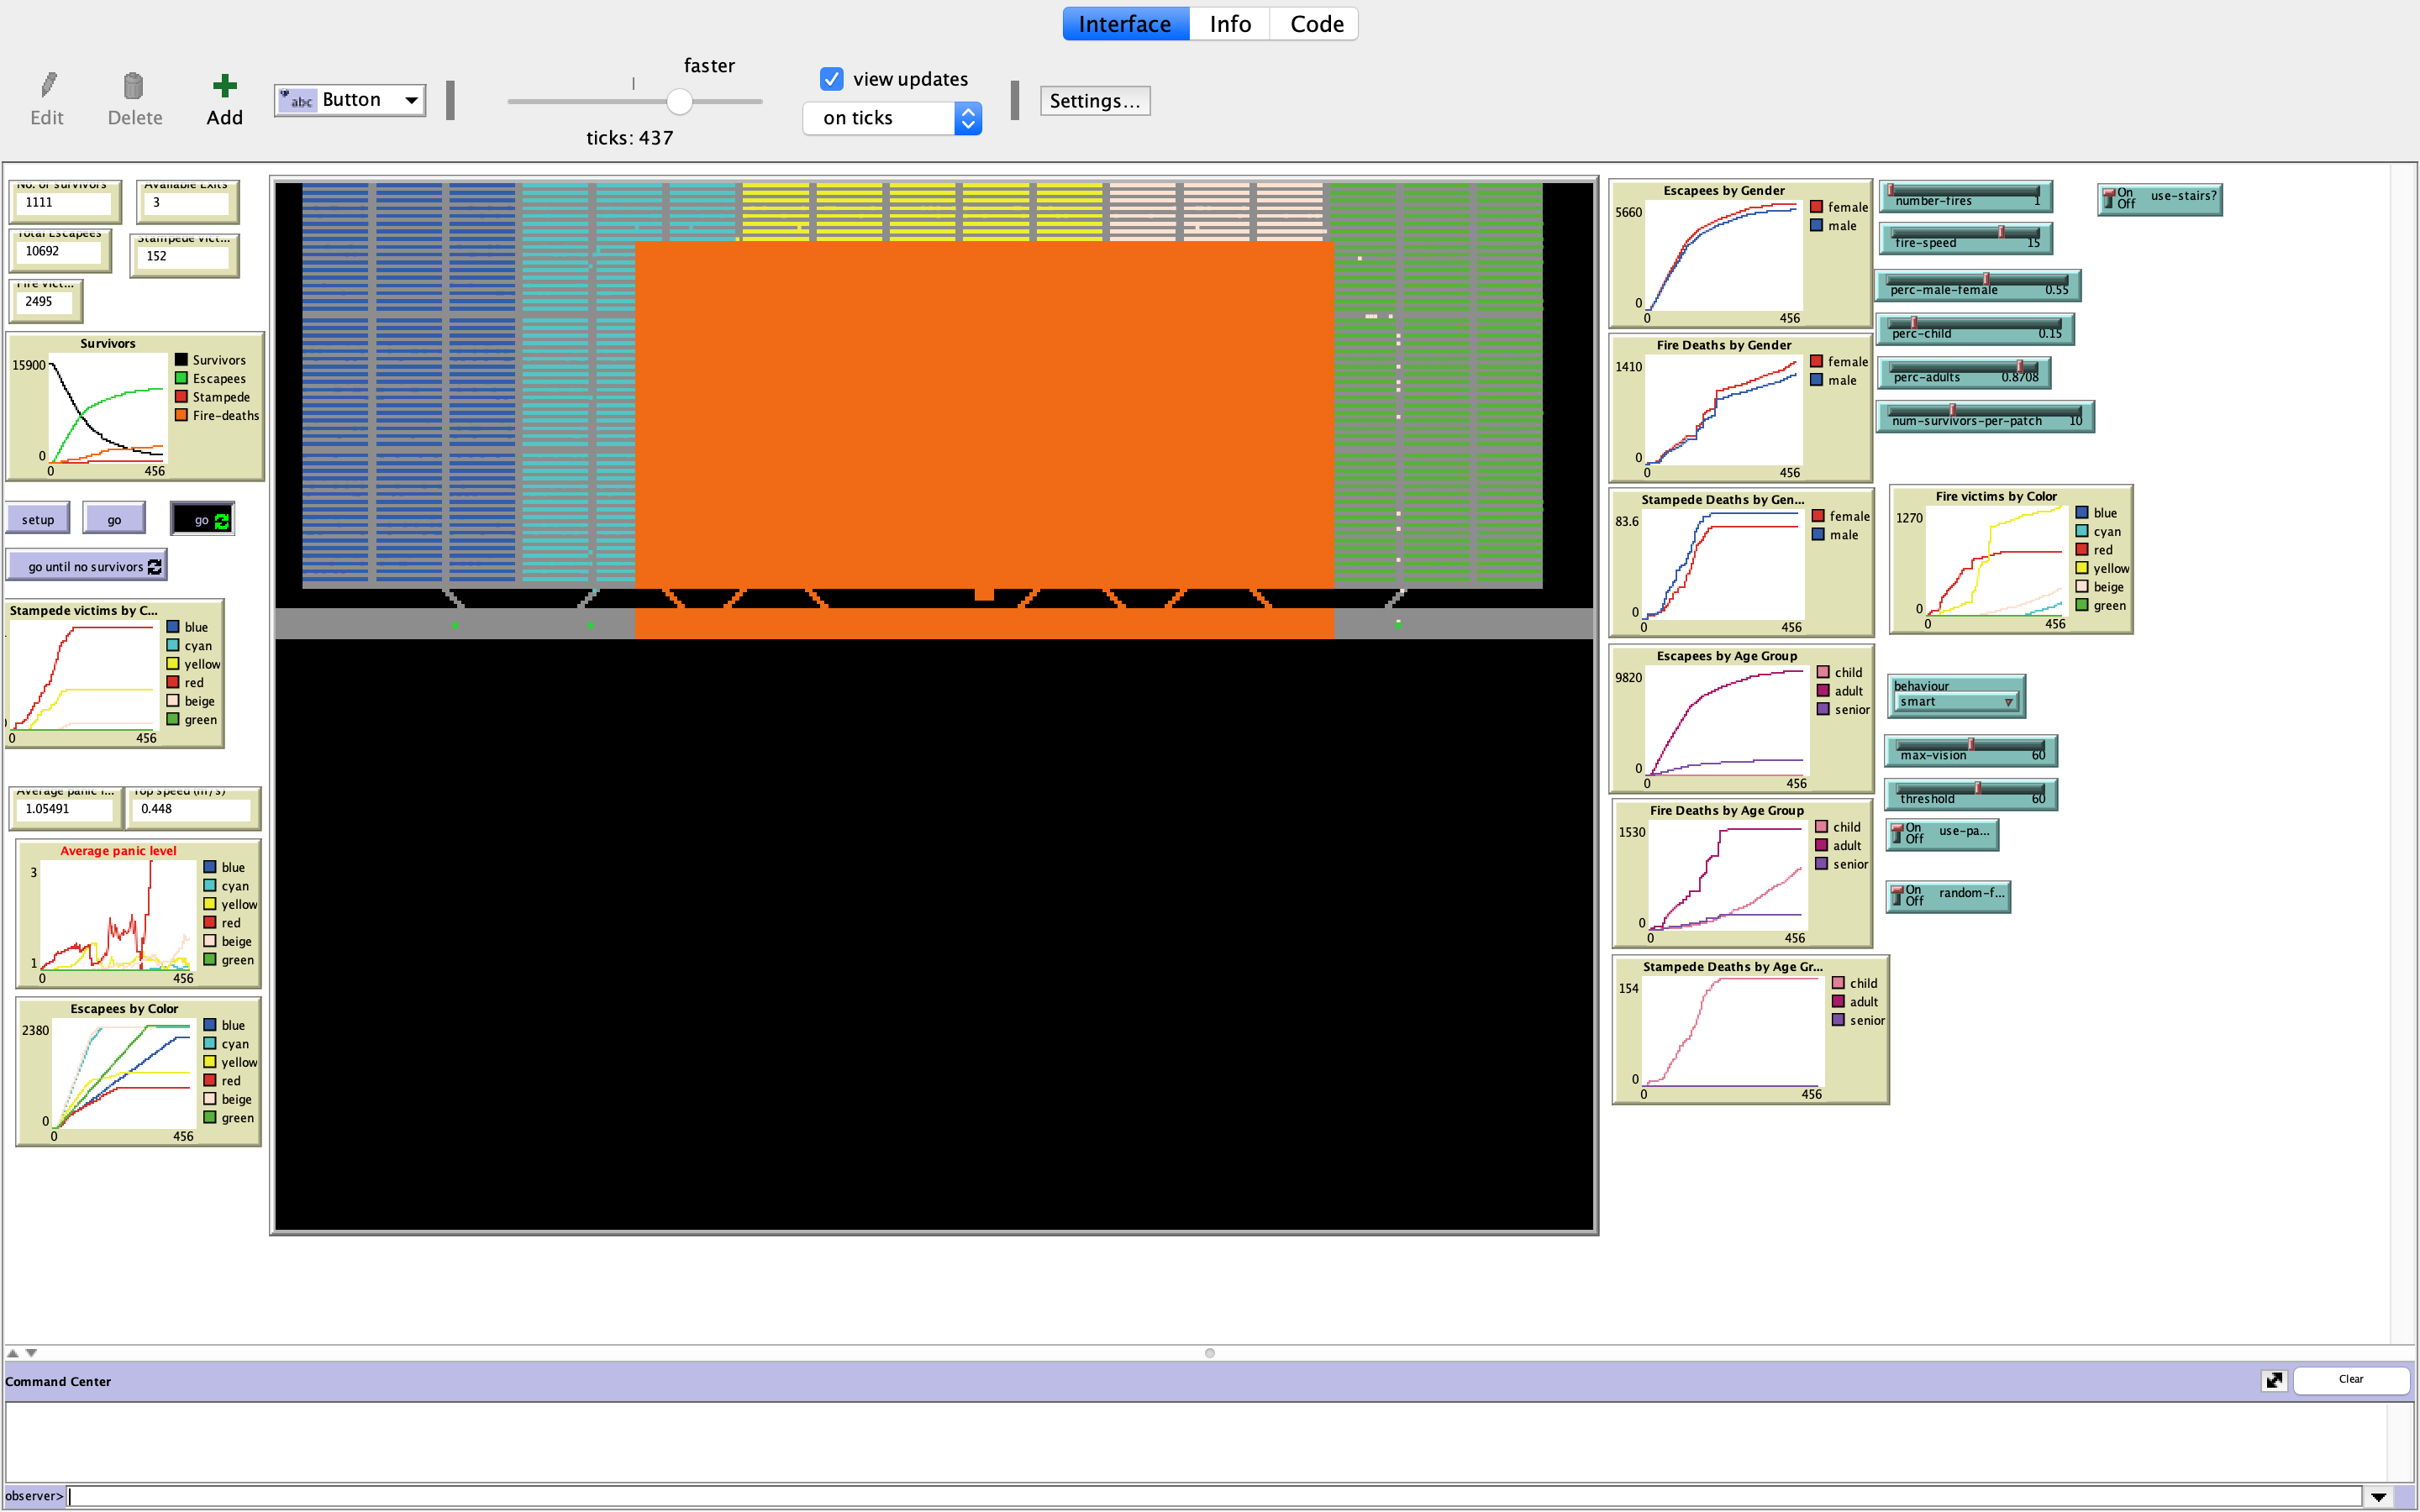 Interface Info Code
faster
Edit Delete Add abc Button
view updates
on ticks
Settings...
ticks: 437
No. of survivors
1111
Available Exits
3
Total Escapees
10692
Stampede vict...
152
Fire vict...
2495
Survivors
15900
0
0 456
Survivors
Escapees
Stampede
Fire-deaths
setup go go
go until no survivors
Stampede victims by C...
0 456
blue
cyan
yellow
red
beige
green
1.05491
Top speed (m/s)
0.448
Average panic level
3
1
0 456
blue
cyan
yellow
red
beige
green
Escapees by Color
2380
0
0 456
blue
cyan
yellow
red
beige
green
Escapees by Gender
5660
0
0 456
female
male
Fire Deaths by Gender
1410
0
0 456
female
male
Stampede Deaths by Gen...
83.6
0
0 456
female
male
Escapees by Age Group
9820
0
0 456
child
adult
senior
Fire Deaths by Age Group
1530
0
0 456
child
adult
senior
Stampede Deaths by Age Gr...
154
0
0 456
child
adult
senior
number-fires 1
fire-speed 15
perc-male-female 0.55
perc-child 0.15
perc-adults 0.8708
num-survivors-per-patch 10
On
Off
use-stairs?
Fire victims by Color
1270
0
0 456
blue
cyan
red
yellow
beige
green
behaviour
smart
max-vision 60
threshold 60
On
Off
use-pa...
On
Off
random-f...
Command Center
Clear
observer>